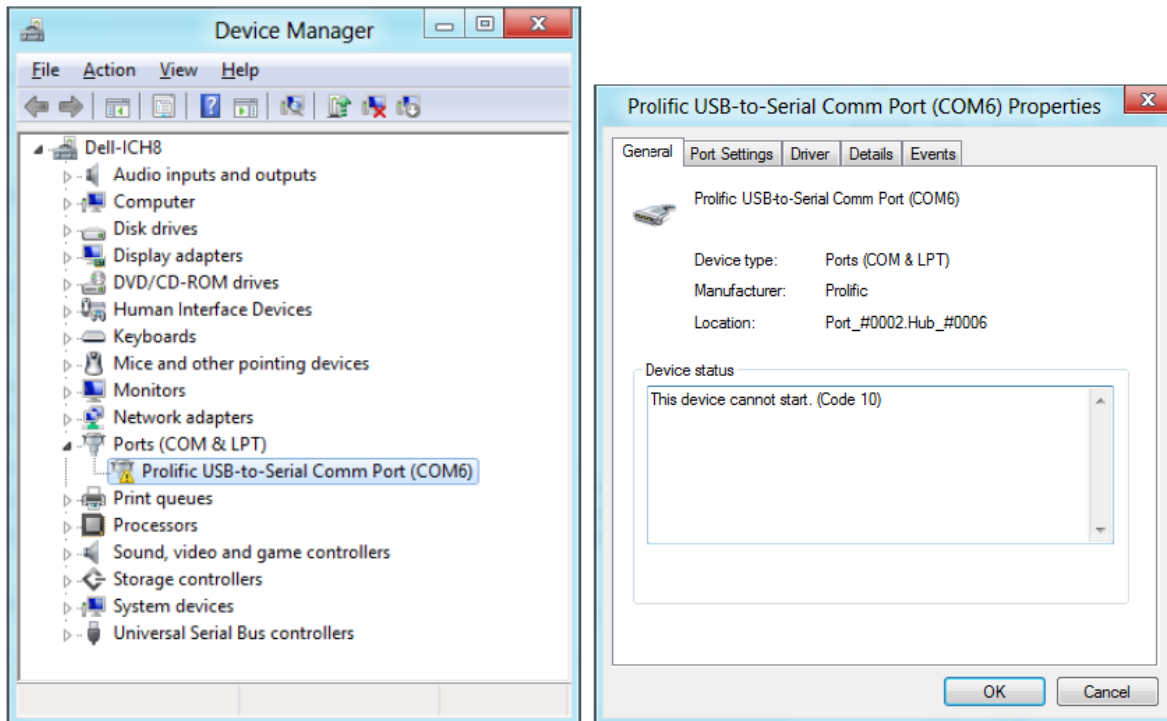 Device Manager
File Action View Help
Dell-ICH8
Audio inputs and outputs
Computer
Disk drives
Display adapters
DVD/CD-ROM drives
Human Interface Devices
Keyboards
Mice and other pointing devices
Monitors
Network adapters
Ports (COM & LPT)
Prolific USB-to-Serial Comm Port (COM6)
Print queues
Processors
Sound, video and game controllers
Storage controllers
System devices
Universal Serial Bus controllers
Prolific USB-to-Serial Comm Port (COM6) Properties
General Port Settings Driver Details Events
Prolific USB-to-Serial Comm Port (COM6)
Device type: Ports (COM & LPT)
Manufacturer: Prolific
Location: Port_#0002.Hub_#0006
Device status
This device cannot start. (Code 10)
OK Cancel